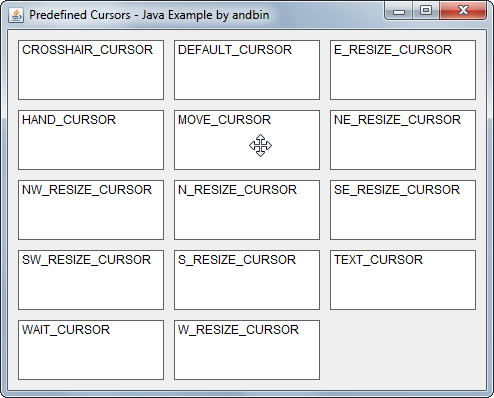 Predefined Cursors - Java Example by andbin
CROSSHAIR_CURSOR DEFAULT_CURSOR E_RESIZE_CURSOR
HAND_CURSOR MOVE_CURSOR NE_RESIZE_CURSOR
NW_RESIZE_CURSOR N_RESIZE_CURSOR SE_RESIZE_CURSOR
SW_RESIZE_CURSOR S_RESIZE_CURSOR TEXT_CURSOR
WAIT_CURSOR W_RESIZE_CURSOR